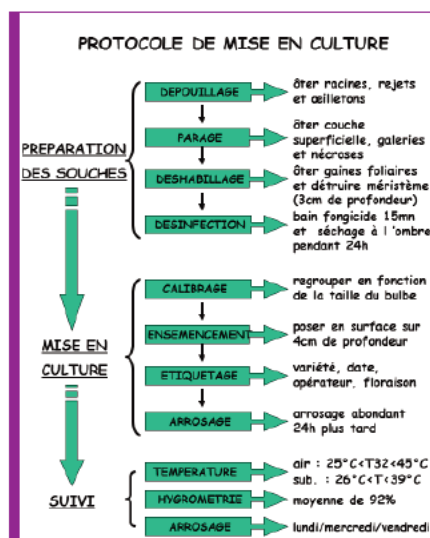 PROTOCOLE DE MISE EN CULTURE
PREPARATION
DES SOUCHES
DEPOUILLAGE
ôter racines, rejets
et œilletons
PARAGE
ôter couche
superficielle, galeries
et nécroses
DESHABILLAGE
ôter gaines foliaires
et détruire méristème
(3cm de profondeur)
DESINFECTION
bain fongicide 15mn
et séchage à l 'ombre
pendant 24h
MISE EN
CULTURE
CALIBRAGE
regrouper en fonction
de la taille du bulbe
ENSEMENCEMENT
poser en surface sur
4cm de profondeur
ETIQUETAGE
variété, date,
opérateur, floraison
ARROSAGE
arrosage abondant
24h plus tard
SUIVI
TEMPERATURE
air : 25°C<T32<45°C
sub. : 26°C<T<39°C
HYGROMETRIE
moyenne de 92%
ARROSAGE
lundi/mercredi/vendredi